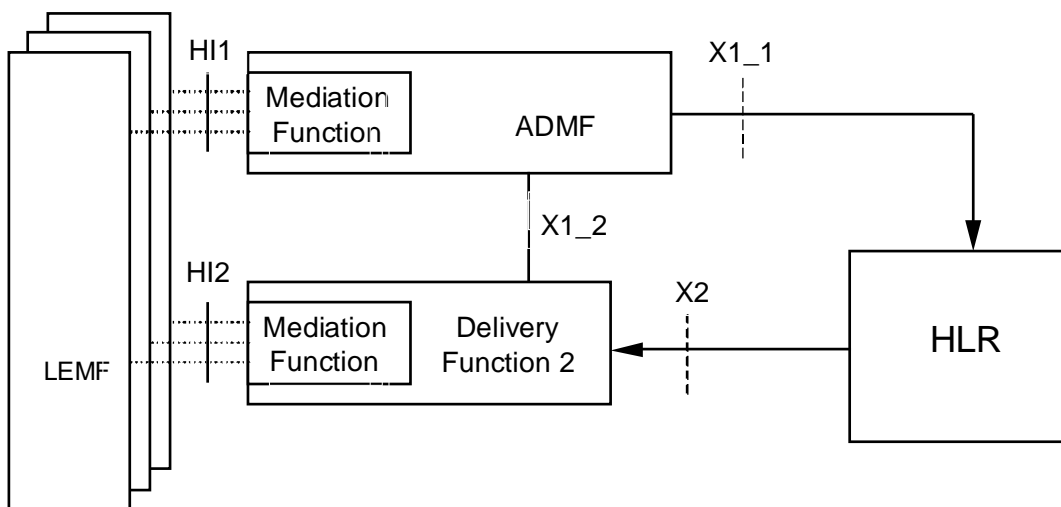 HI1
X1_1
Mediation
Function
ADMF
X1_2
HI2
X2
Mediation
Function
Delivery
Function 2
HLR
LEMF